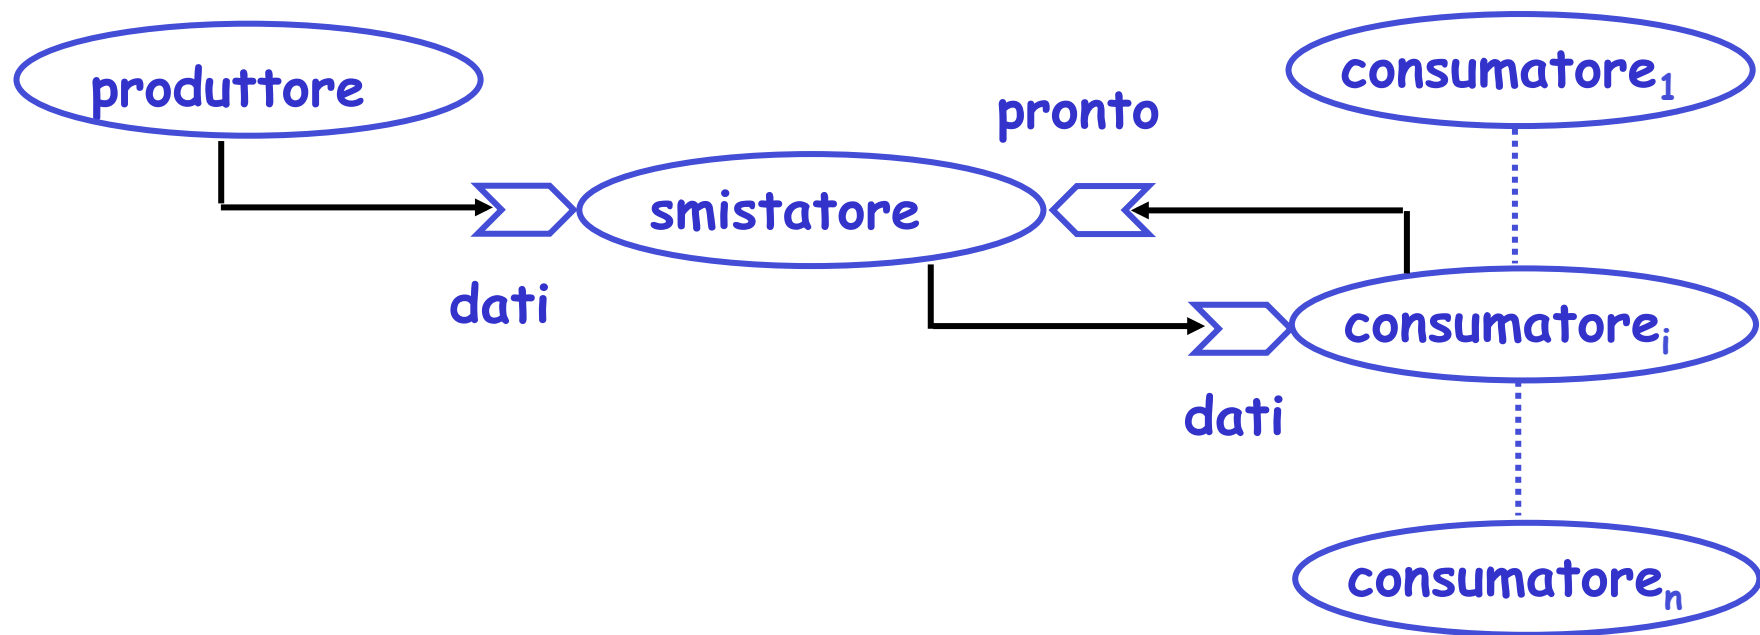 produttore
consumatore1
pronto
smistatore
dati
consumatorei
dati
consumatoren